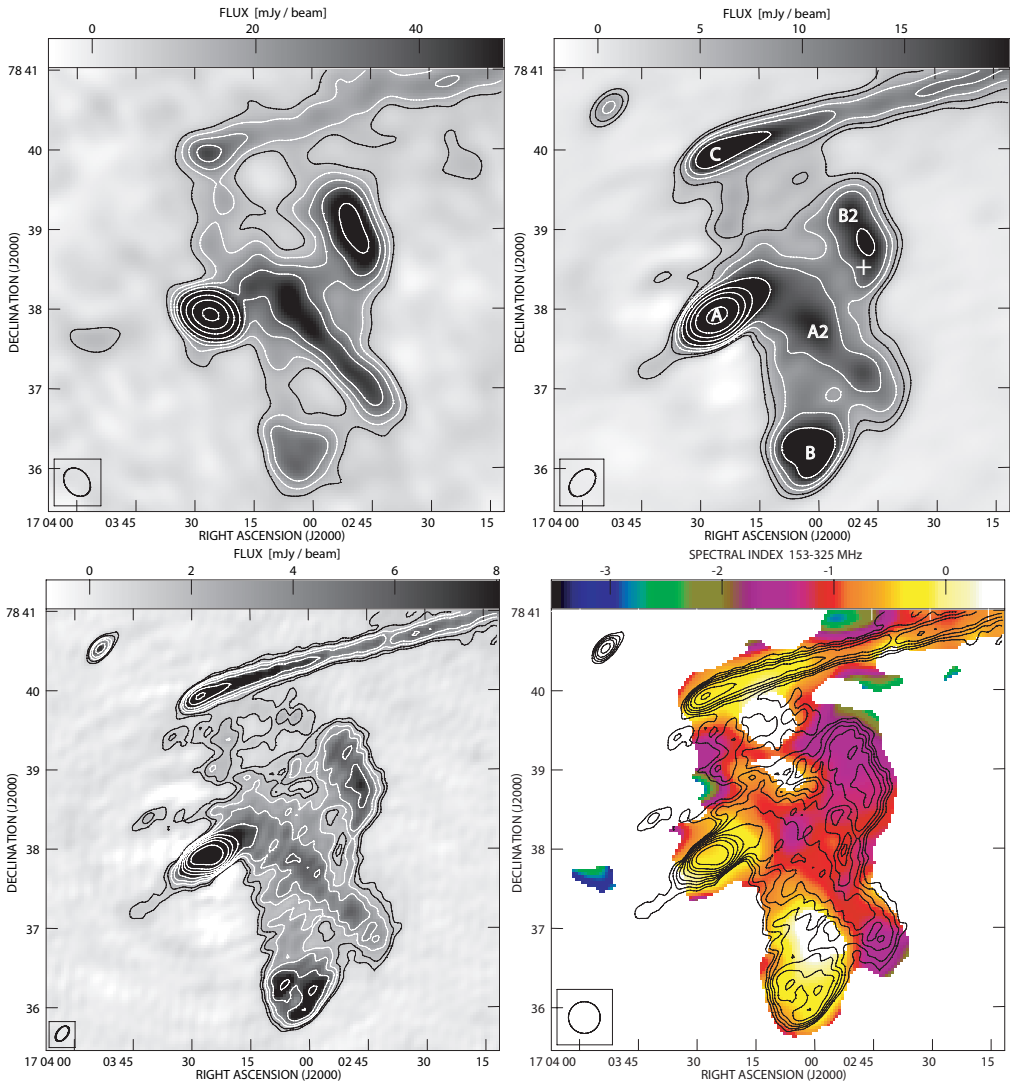 FLUX [mJy / beam]
0 20 40
78 41
40
39
38
37
36
DECLINATION (J2000)
17 04 00 03 45 30 15 00 02 45 30 15
RIGHT ASCENSION (J2000)
FLUX [mJy / beam]
0 5 10 15
78 41
40
39
38
37
36
DECLINATION (J2000)
C
B2
A
A2
B
17 04 00 03 45 30 15 00 02 45 30 15
RIGHT ASCENSION (J2000)
FLUX [mJy / beam]
0 2 4 6 8
78 41
40
39
38
37
36
DECLINATION (J2000)
17 04 00 03 45 30 15 00 02 45 30 15
RIGHT ASCENSION (J2000)
SPECTRAL INDEX 153-325 MHz
-3 -2 -1 0
78 41
40
39
38
37
36
DECLINATION (J2000)
17 04 00 03 45 30 15 00 02 45 30 15
RIGHT ASCENSION (J2000)